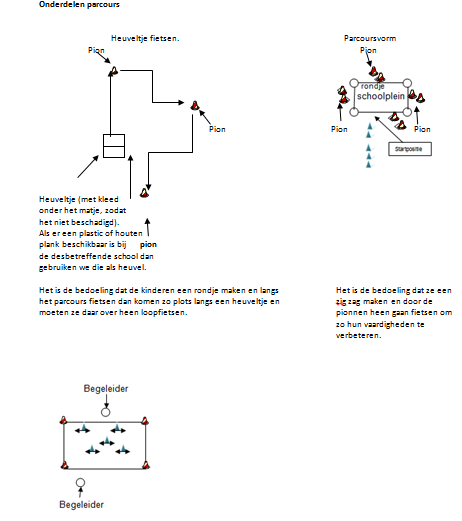 Onderdelen parcours
Heuveltje fietsen.
Pion
Pion
Heuveltje (met kleed
onder het matje, zodat
het niet beschadigd).
Als er een plastic of houten
plank beschikbaar is bij pion
de desbetreffende school dan
gebruiken we die als heuvel.
Het is de bedoeling dat de kinderen een rondje maken en langs
het parcours fietsen dan komen zo plots langs een heuveltje en
moeten ze daar over heen loopfietsen.
Parcoursvorm
Pion
rondje
schoolplein
Pion
Pion
Startpositie
Het is de bedoeling dat ze een
zig zag maken en door de
pionnen heen gaan fietsen om
zo hun vaardigheden te
verbeteren.
Begeleider
Begeleider